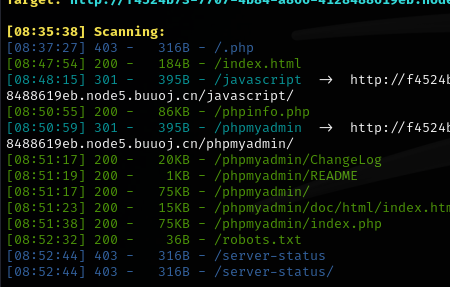 Target: http://f4524b73-7707-4b84-a866-4128488619eb.node
[08:35:38] Scanning:
[08:37:27] 403 - 316B - /.php
[08:47:54] 200 - 184B - /index.html
[08:48:15] 301 - 395B - /javascript → http://f4524b
8488619eb.node5.buuoj.cn/javascript/
[08:50:55] 200 - 86KB - /phpinfo.php
[08:50:59] 301 - 395B - /phpmyadmin → http://f4524b
8488619eb.node5.buuoj.cn/phpmyadmin/
[08:51:17] 200 - 20KB - /phpmyadmin/ChangeLog
[08:51:19] 200 - 1KB - /phpmyadmin/README
[08:51:17] 200 - 75KB - /phpmyadmin/
[08:51:23] 200 - 15KB - /phpmyadmin/doc/html/index.htm
[08:51:38] 200 - 75KB - /phpmyadmin/index.php
[08:52:32] 200 - 36B - /robots.txt
[08:52:44] 403 - 316B - /server-status
[08:52:44] 403 - 316B - /server-status/